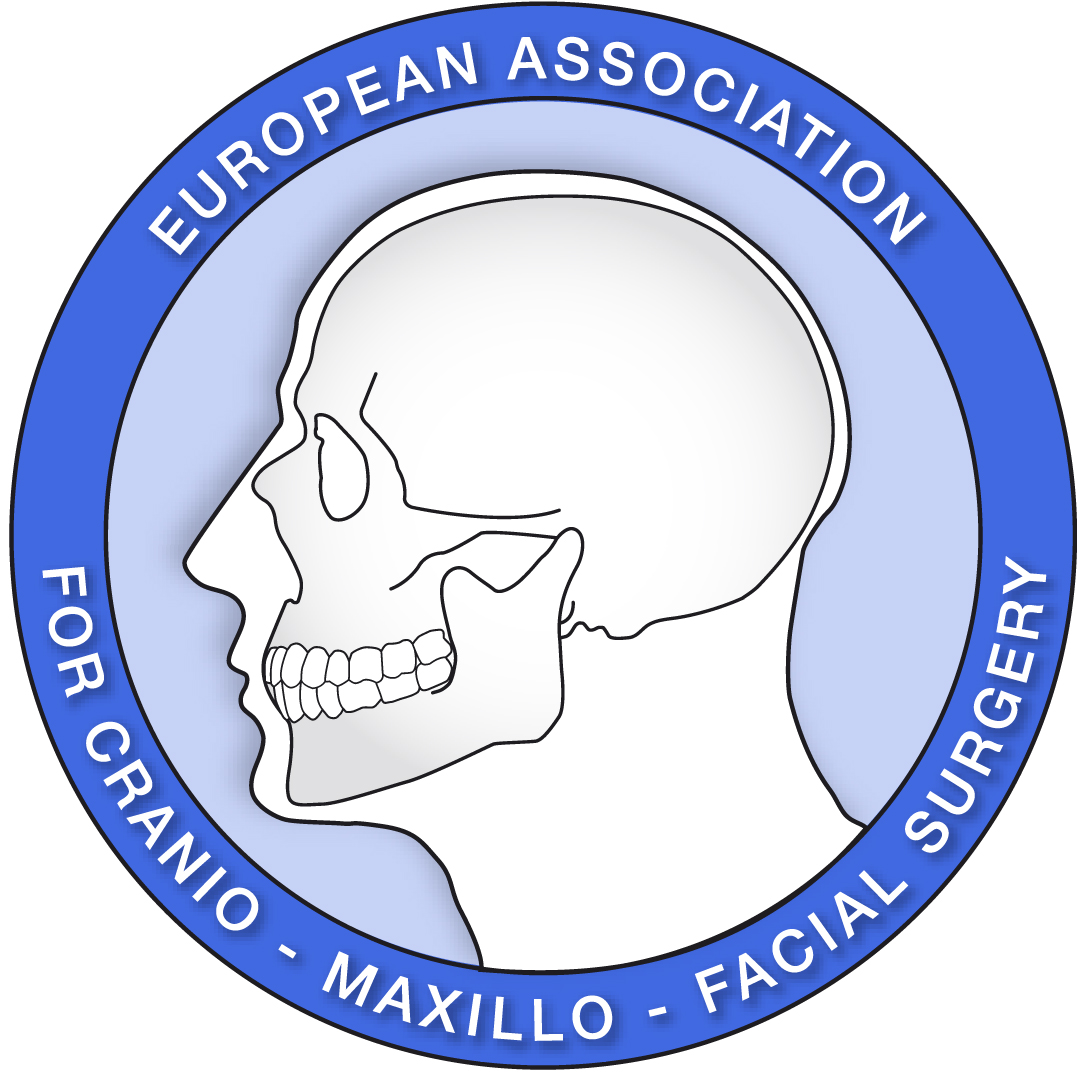 EUROPEAN ASSOCIATION
FOR CRANIO - MAXILLO - FACIAL SURGERY